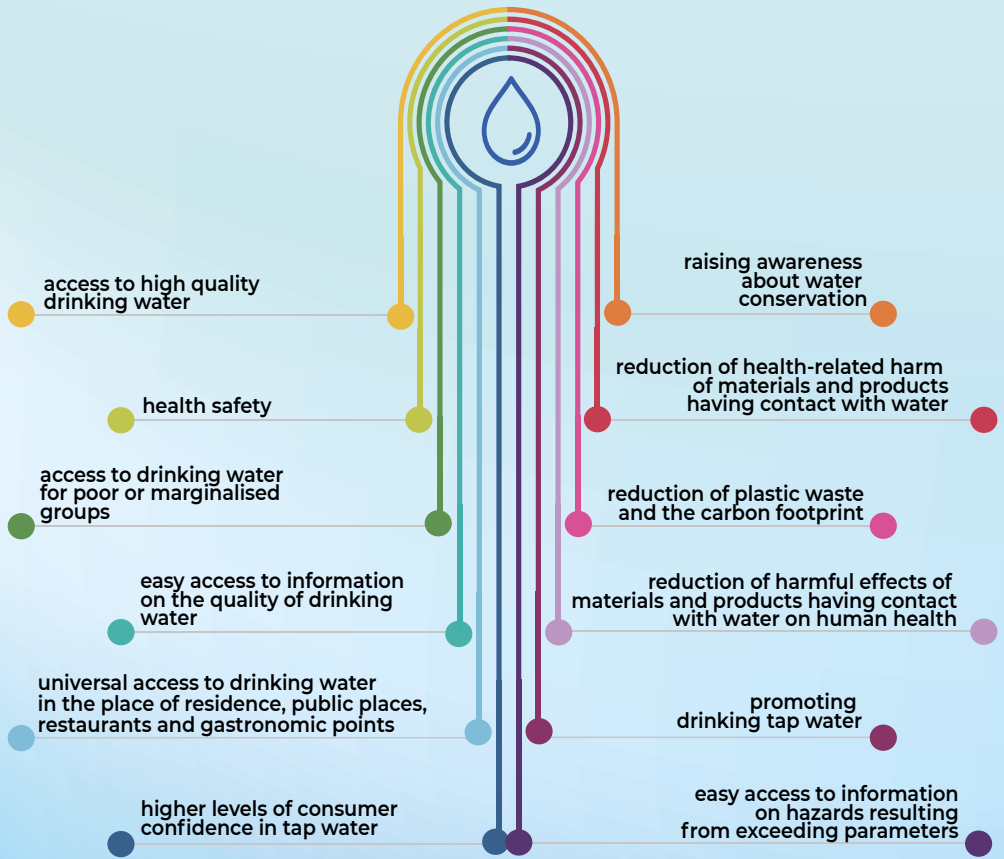 access to high quality
drinking water
health safety
access to drinking water
for poor or marginalised
groups
easy access to information
on the quality of drinking
water
universal access to drinking water
in the place of residence, public places,
restaurants and gastronomic points
higher levels of consumer
confidence in tap water
raising awareness
about water
conservation
reduction of health-related harm
of materials and products
having contact with water
reduction of plastic waste
and the carbon footprint
reduction of harmful effects of
materials and products having contact
with water on human health
promoting
drinking tap water
easy access to information
on hazards resulting
from exceeding parameters